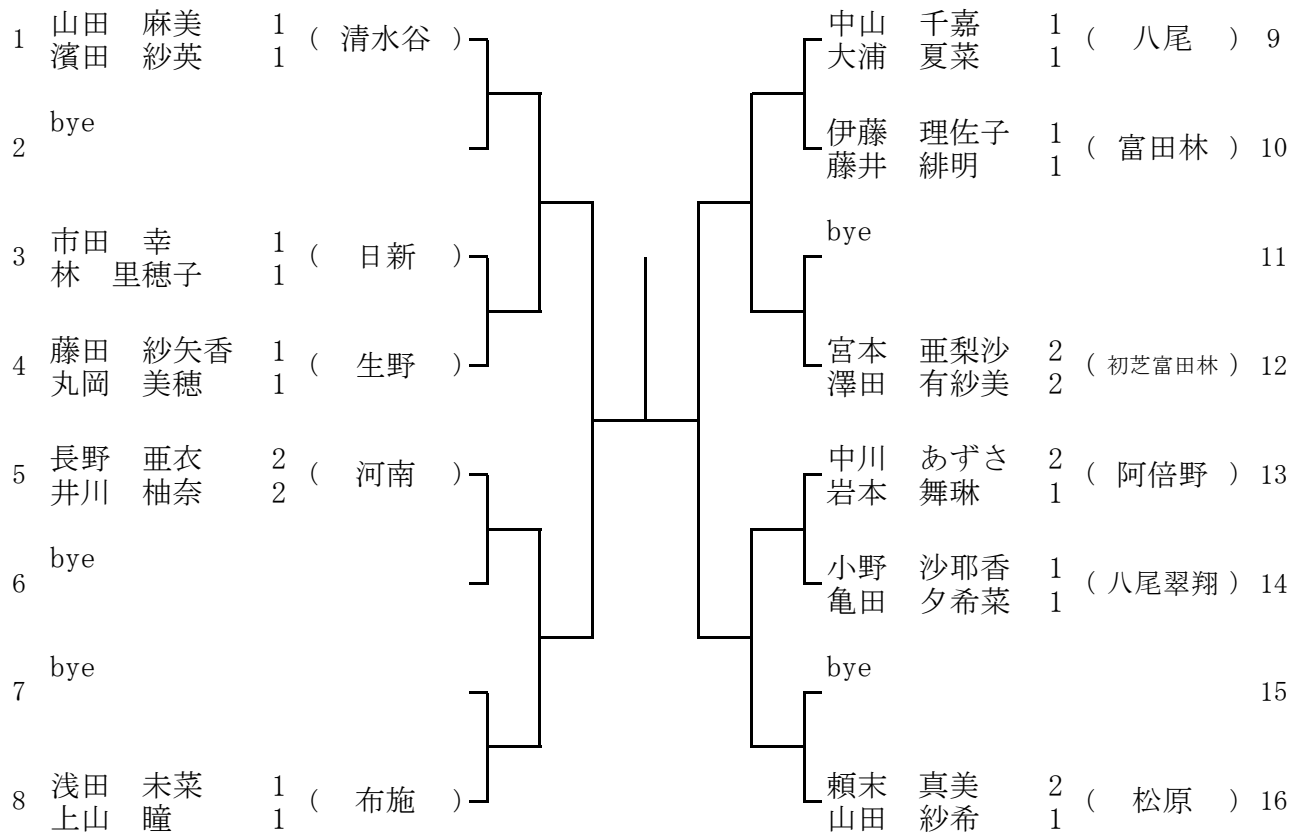 1 山田 麻美 1 ( 清水谷 )
濱田 紗英 1
2 bye
3 市田 幸 1 ( 日新 )
林 里穂子 1
4 藤田 紗矢香 1 ( 生野 )
丸岡 美穂 1
5 長野 亜衣 2 ( 河南 )
井川 柚奈 2
6 bye
7 bye
8 浅田 未菜 1 ( 布施 )
上山 瞳 1
中山 千嘉 1 ( 八尾 ) 9
大浦 夏菜 1
伊藤 理佐子 1 ( 富田林 ) 10
藤井 緋明 1
bye 11
宮本 亜梨沙 2 ( 初芝富田林 ) 12
澤田 有紗美 2
中川 あずさ 2 ( 阿倍野 ) 13
岩本 舞琳 1
小野 沙耶香 1 ( 八尾翠翔 ) 14
亀田 夕希菜 1
bye 15
頼末 真美 2 ( 松原 ) 16
山田 紗希 1